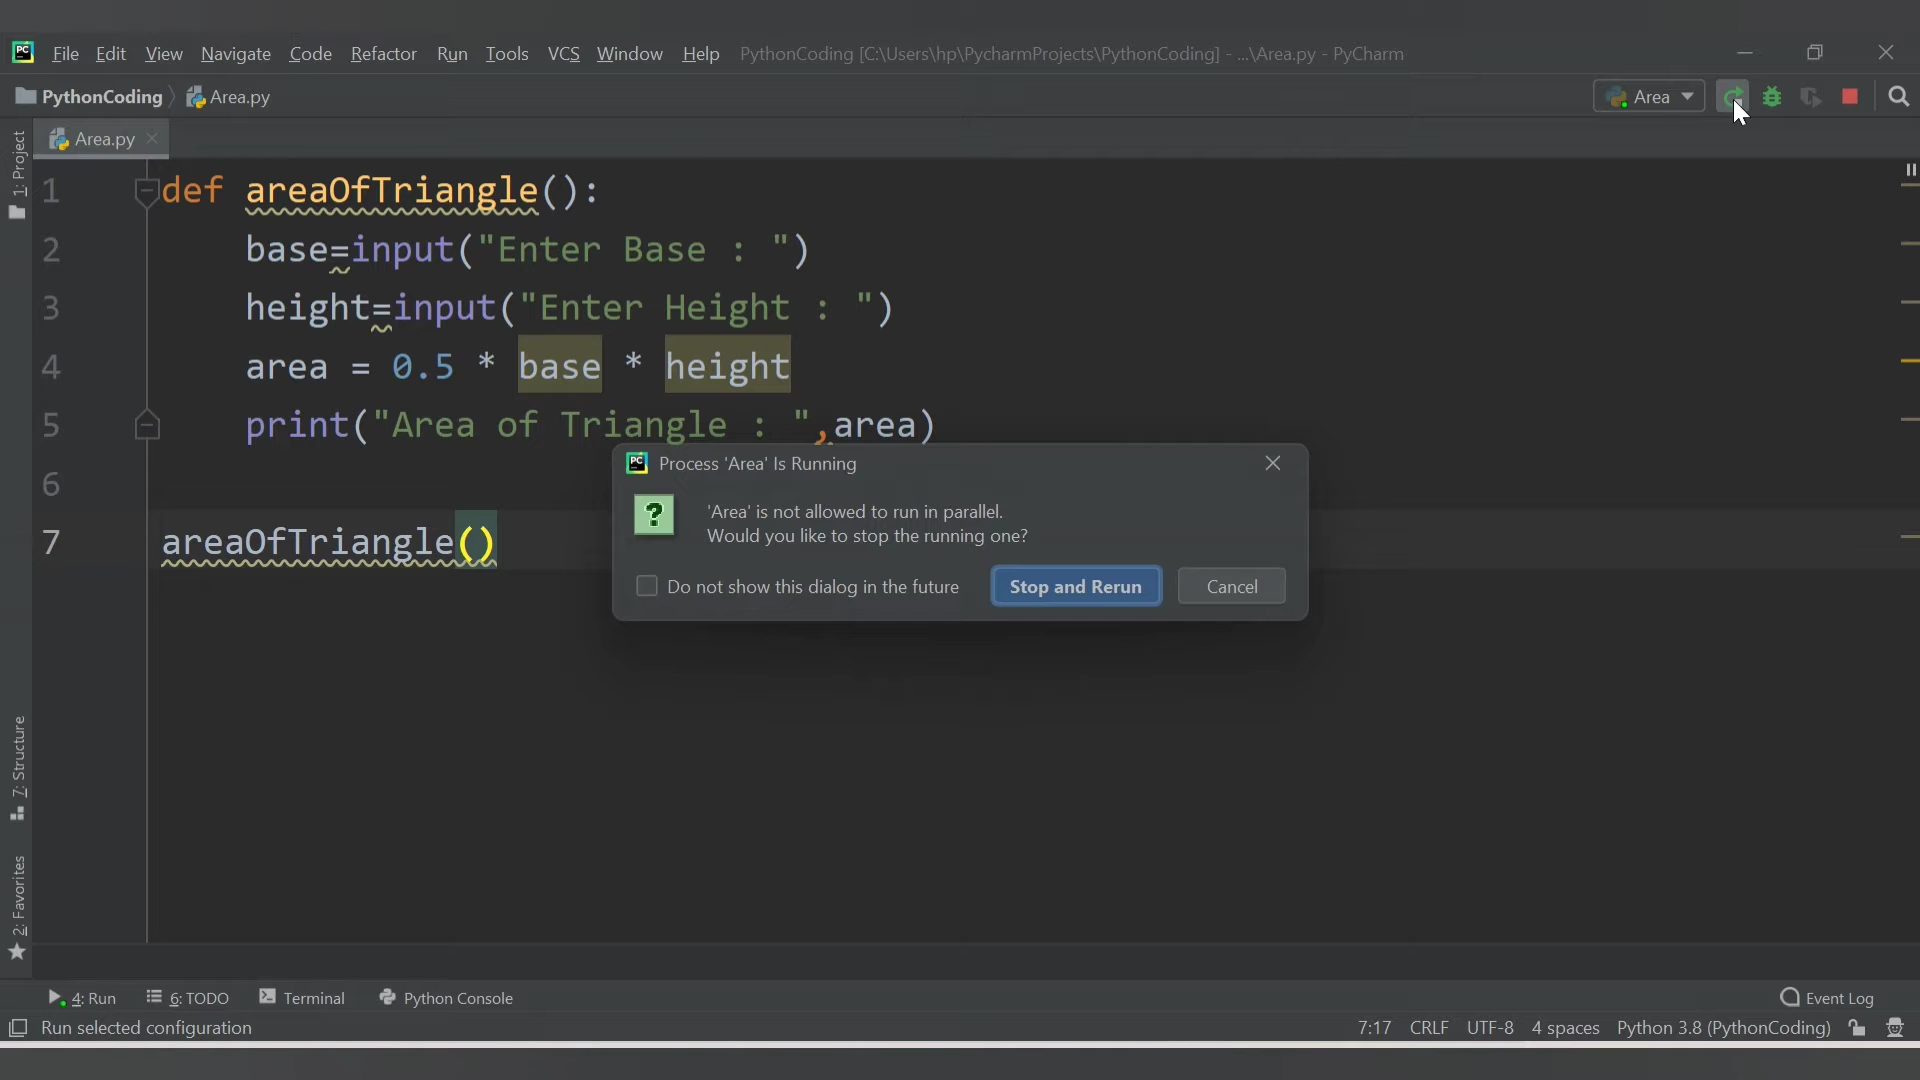 PC File Edit View Navigate Code Refactor Run Tools VCS Window Help PythonCoding [C:\Users\hp\PycharmProjects\PythonCoding] - ...\Area.py - PyCharm
PythonCoding Area.py Area
Area.py
1: Project
1 def areaOfTriangle():
2 base=input("Enter Base : ")
3 height=input("Enter Height : ")
4 area = 0.5 * base * height
5 print("Area of Triangle : ",area)
6
7 areaOfTriangle()
PC Process 'Area' Is Running
? 'Area' is not allowed to run in parallel.
Would you like to stop the running one?
Do not show this dialog in the future Stop and Rerun Cancel
7: Structure
2: Favorites
4: Run 6: TODO Terminal Python Console Event Log
Run selected configuration 7:17 CRLF UTF-8 4 spaces Python 3.8 (PythonCoding)